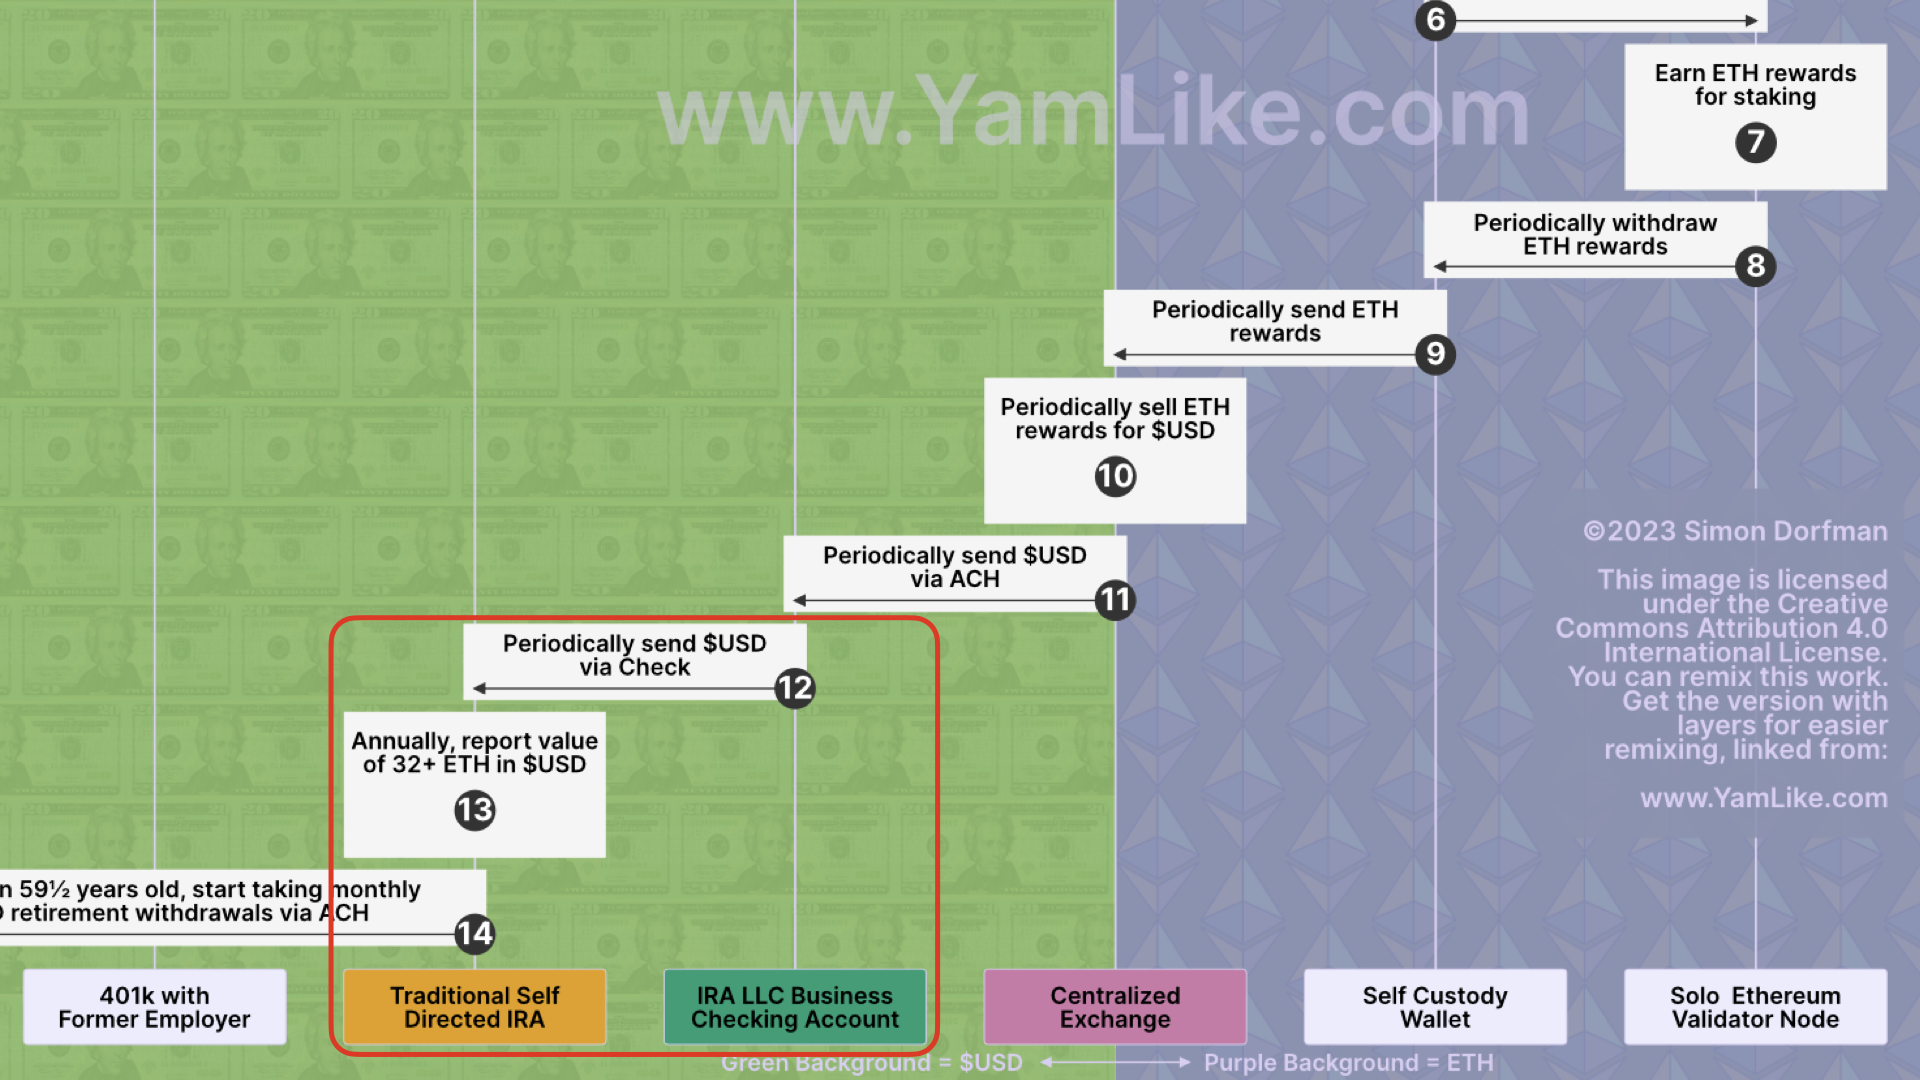 6
www.YamLike.com
Earn ETH rewards
for staking
7
Periodically withdraw
ETH rewards
8
Periodically send ETH
rewards
9
Periodically sell ETH
rewards for $USD
10
Periodically send $USD
via ACH
11
Periodically send $USD
via Check
12
Annually, report value
of 32+ ETH in $USD
13
59½ years old, start taking monthly
retirement withdrawals via ACH
14
©2023 Simon Dorfman
This image is licensed
under the Creative
Commons Attribution 4.0
International License.
You can remix this work.
Get the version with
layers for easier
remixing, linked from:
www.YamLike.com
401k with
Former Employer
Traditional Self
Directed IRA
IRA LLC Business
Checking Account
Centralized
Exchange
Self Custody
Wallet
Solo Ethereum
Validator Node
Green Background = $USD
Purple Background = ETH